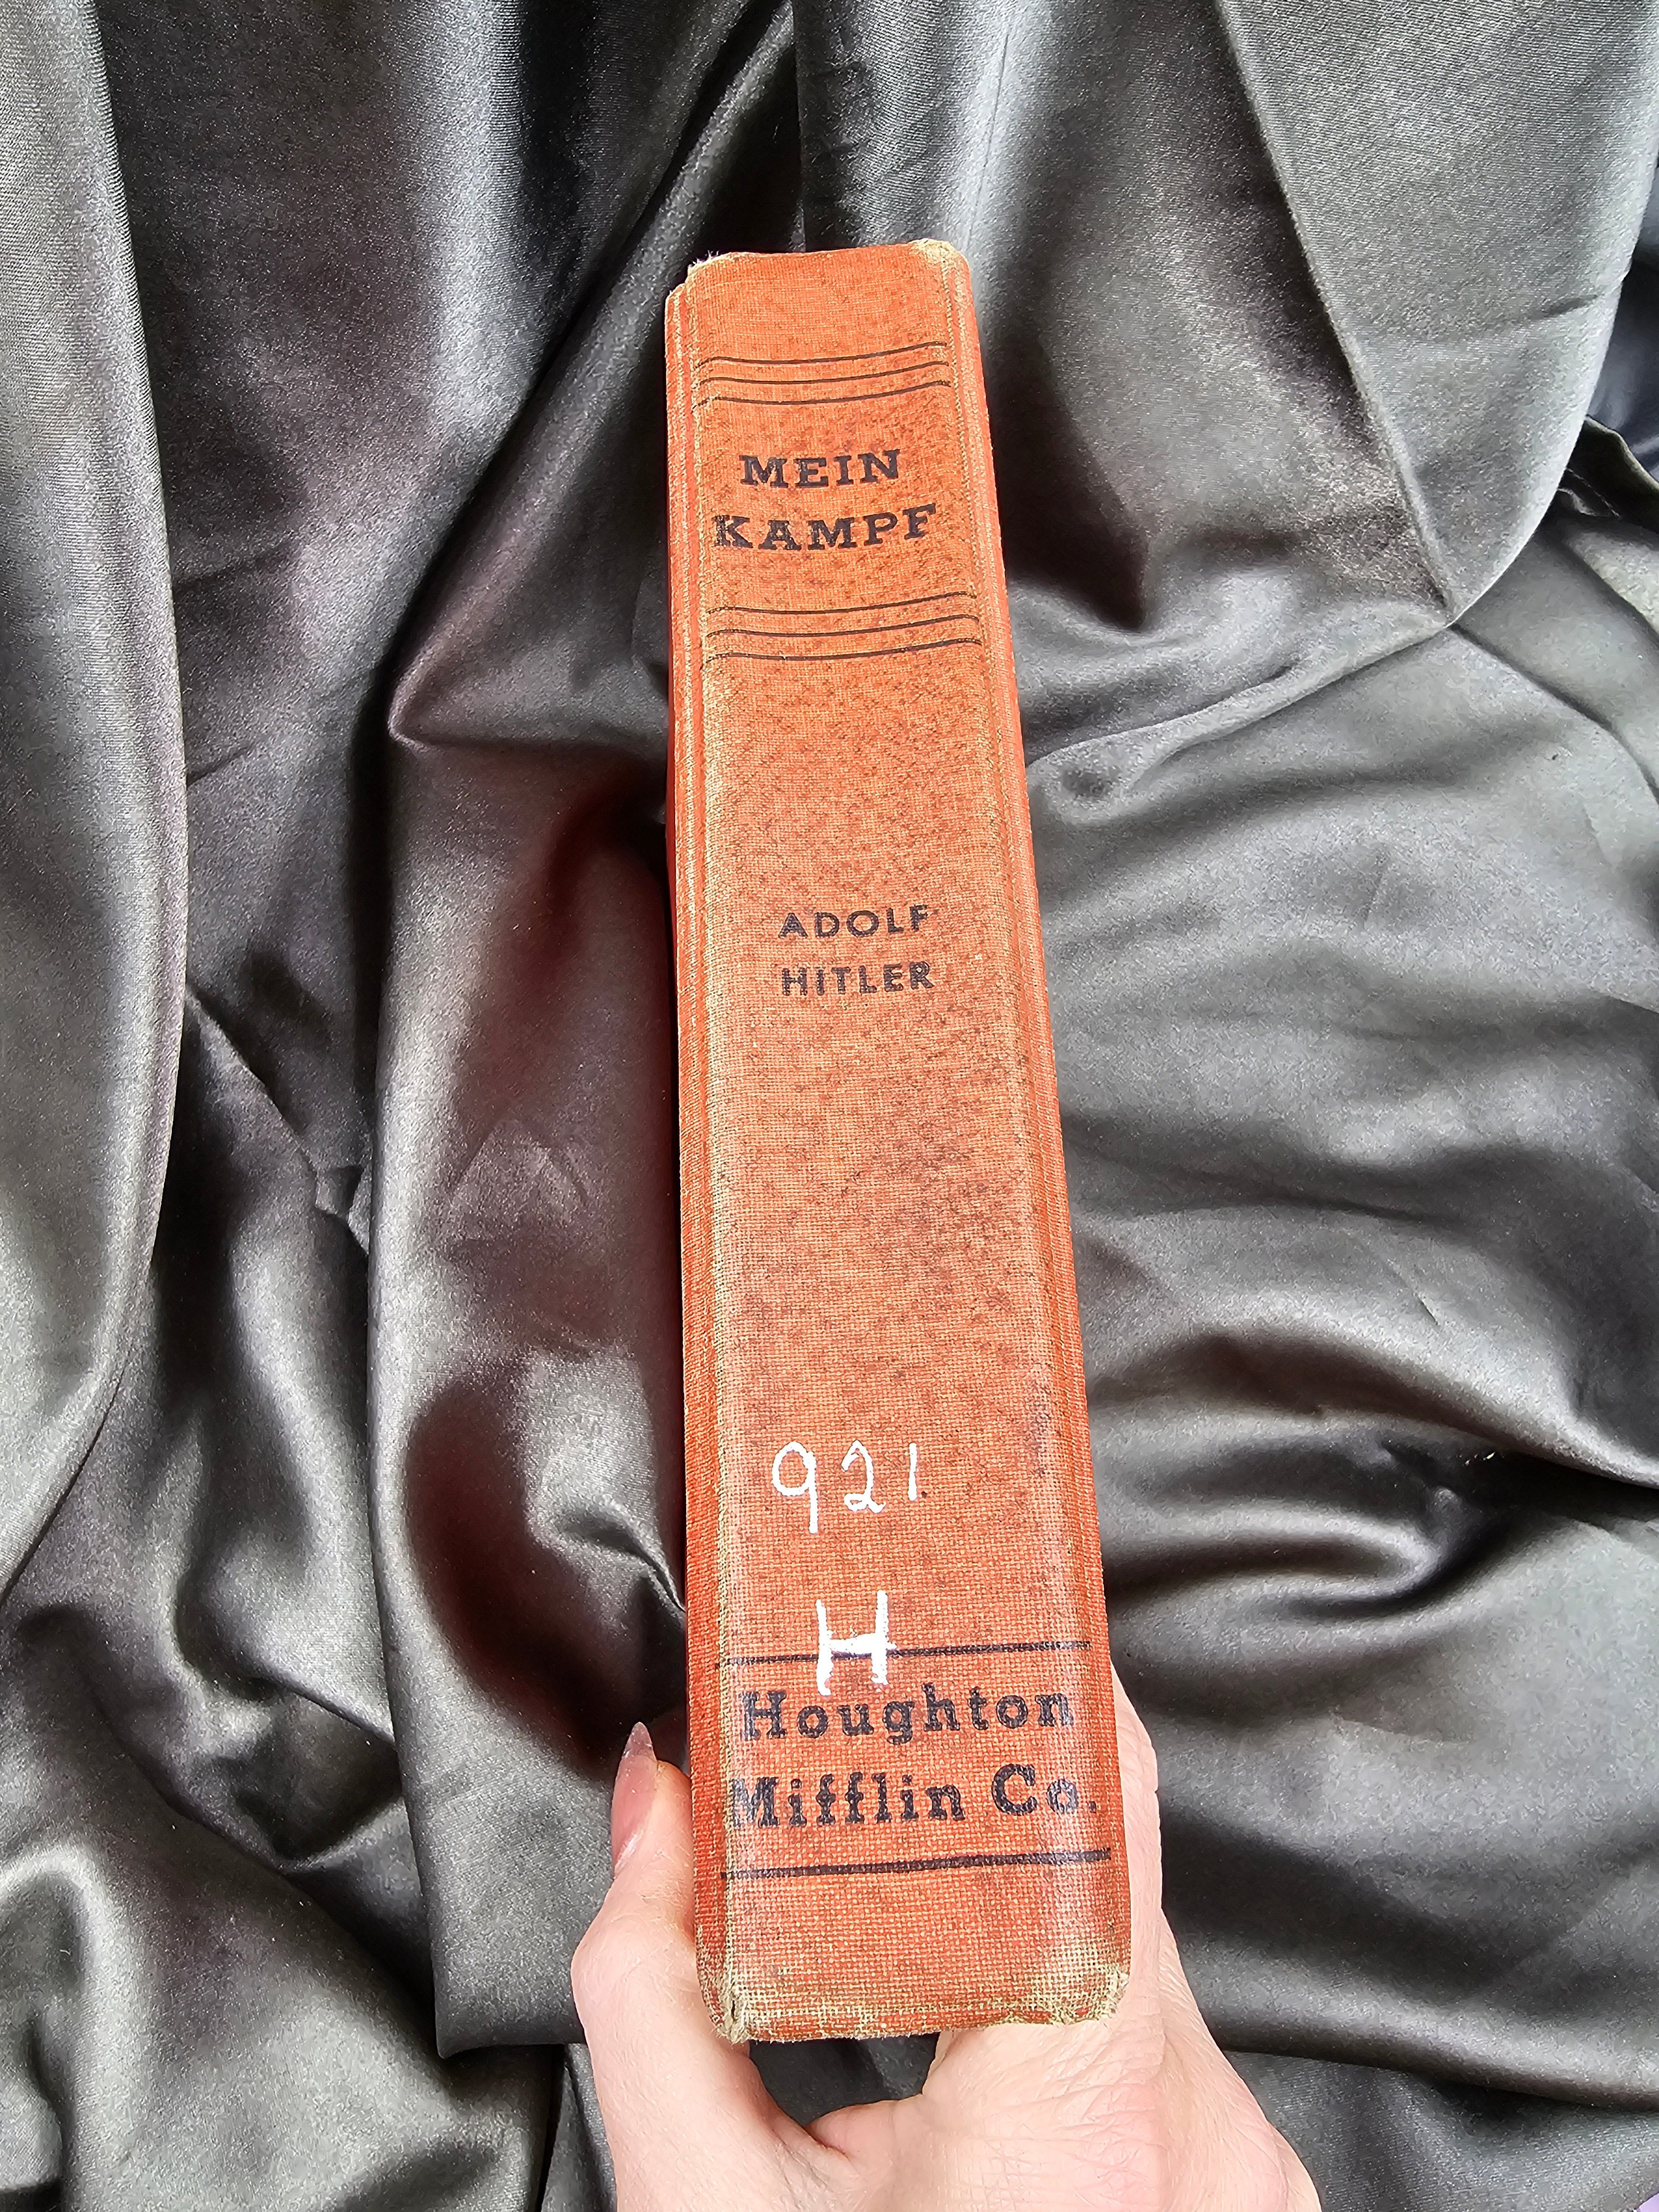 MEIN
KAMPF
ADOLF
HITLER
921
H
Houghton
Mifflin Co.